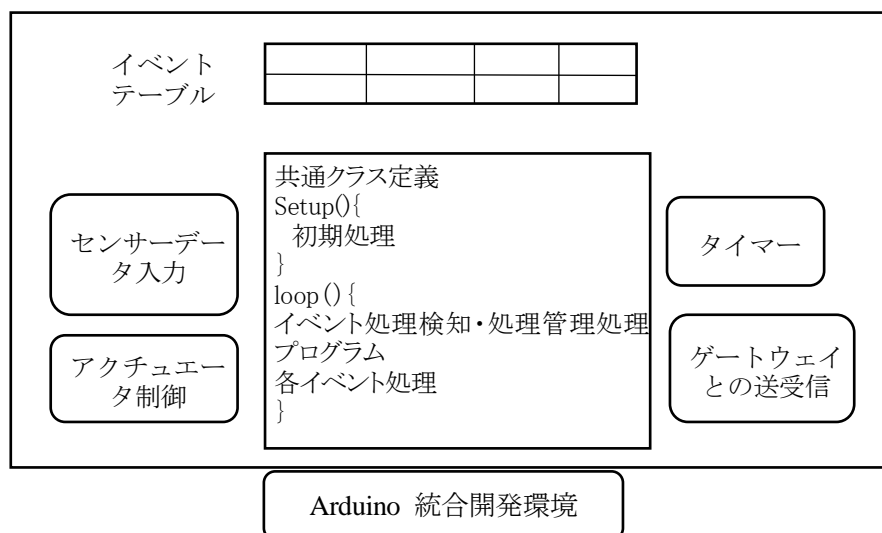 イベント
テーブル
共通クラス定義
Setup(){
初期処理
}
loop(){
イベント処理検知・処理管理処理
プログラム
各イベント処理
}
センサーデー
タ入力
アクチュエー
タ制御
タイマー
ゲートウェイ
との送受信
Arduino 統合開発環境